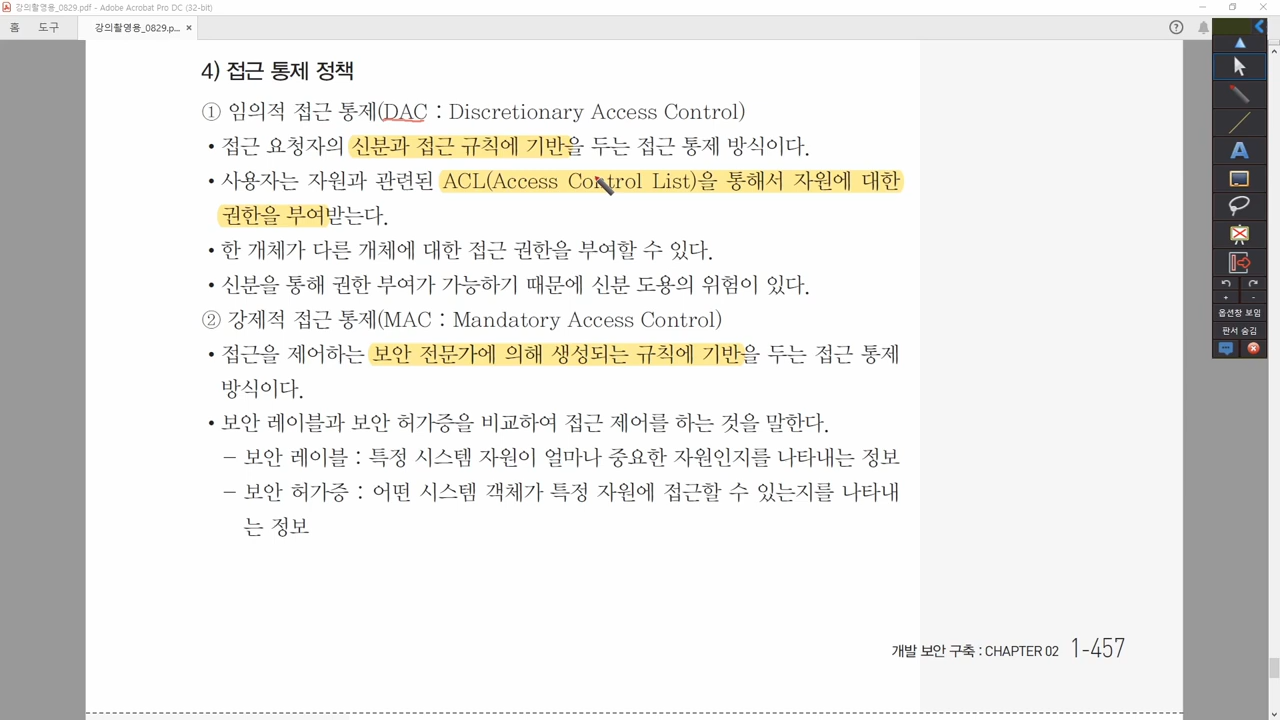 강의촬영용_0829.pdf - Adobe Acrobat Pro DC (32-bit)
홈 도구 강의촬영용_0829.p... ×
4) 접근 통제 정책
① 임의적 접근 통제(DAC : Discretionary Access Control)
• 접근 요청자의 신분과 접근 규칙에 기반을 두는 접근 통제 방식이다.
• 사용자는 자원과 관련된 ACL(Access Control List)을 통해서 자원에 대한
권한을 부여받는다.
• 한 개체가 다른 개체에 대한 접근 권한을 부여할 수 있다.
• 신분을 통해 권한 부여가 가능하기 때문에 신분 도용의 위험이 있다.
② 강제적 접근 통제(MAC : Mandatory Access Control)
• 접근을 제어하는 보안 전문가에 의해 생성되는 규칙에 기반을 두는 접근 통제
방식이다.
• 보안 레이블과 보안 허가증을 비교하여 접근 제어를 하는 것을 말한다.
– 보안 레이블 : 특정 시스템 자원이 얼마나 중요한 자원인지를 나타내는 정보
– 보안 허가증 : 어떤 시스템 객체가 특정 자원에 접근할 수 있는지를 나타내
는 정보
개발 보안 구축 : CHAPTER 02 1-457
옵션창 보임
판서 숨김